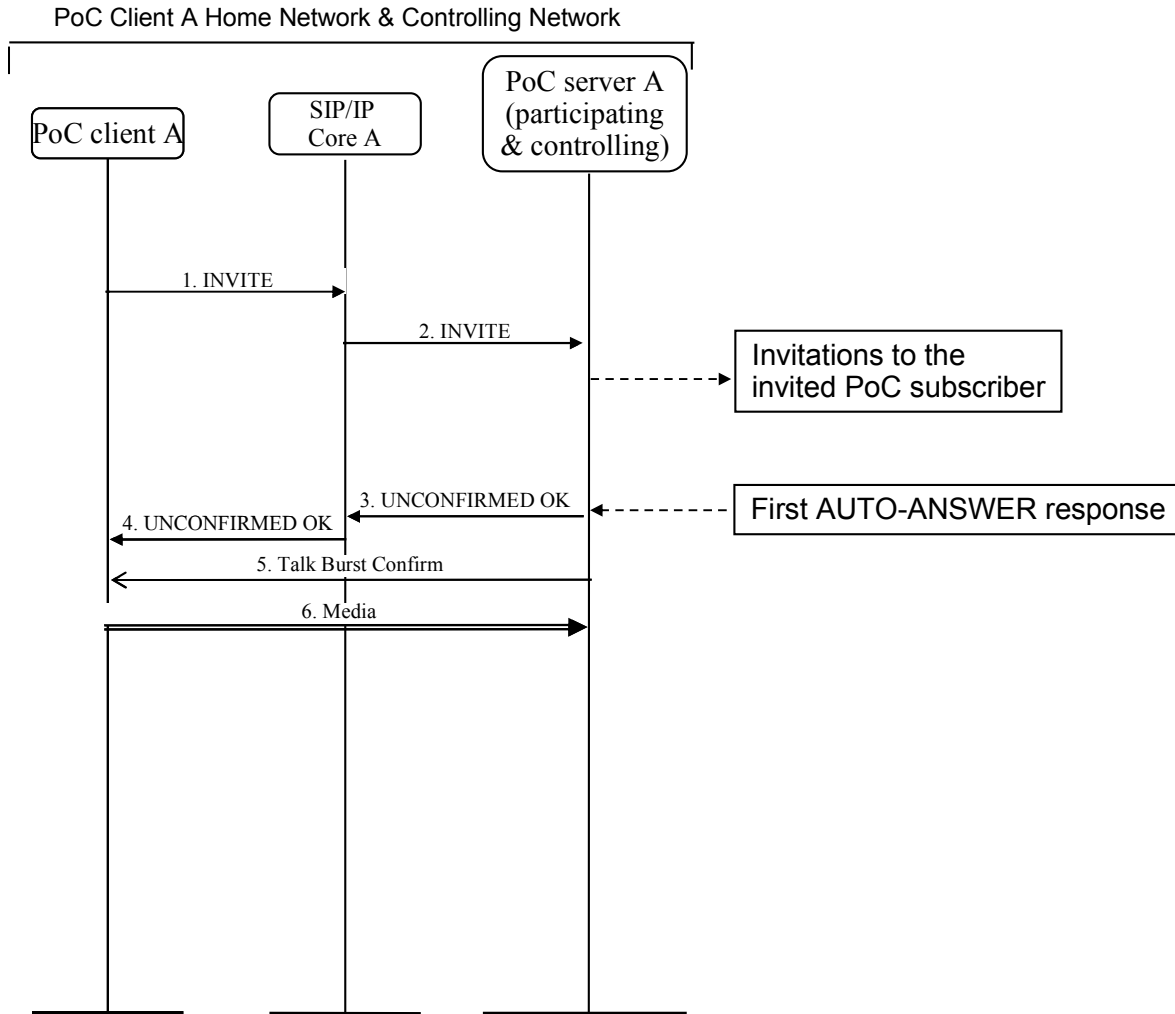 PoC Client A Home Network & Controlling Network
PoC client A
SIP/IP
Core A
PoC server A
(participating
& controlling)
1. INVITE
2. INVITE
Invitations to the
invited PoC subscriber
3. UNCONFIRMED OK
First AUTO-ANSWER response
4. UNCONFIRMED OK
5. Talk Burst Confirm
6. Media